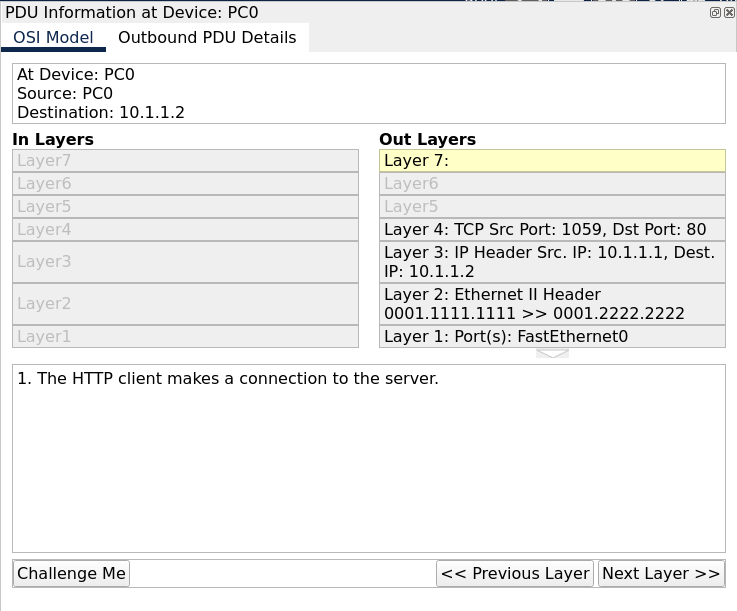 PDU Information at Device: PC0
OSI Model
Outbound PDU Details
At Device: PC0
Source: PC0
Destination: 10.1.1.2
In Layers
Layer7
Layer6
Layer5
Layer4
Layer3
Layer2
Layer1
Out Layers
Layer 7:
Layer6
Layer5
Layer 4: TCP Src Port: 1059, Dst Port: 80
Layer 3: IP Header Src. IP: 10.1.1.1, Dest.
IP: 10.1.1.2
Layer 2: Ethernet II Header
0001.1111.1111 >> 0001.2222.2222
Layer 1: Port(s): FastEthernet0
1. The HTTP client makes a connection to the server.
Challenge Me
<< Previous Layer
Next Layer >>